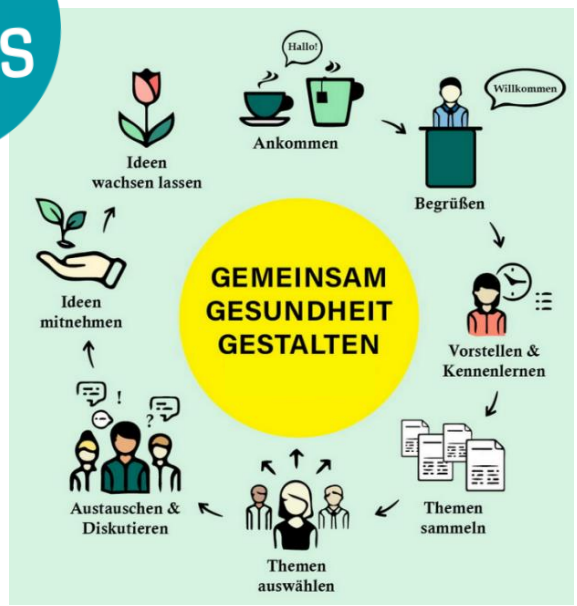 S
Hallo!
Ankommen
Willkommen
Begrüßen
Vorstellen &
Kennenlernen
Themen
sammeln
Themen
auswählen
Austauschen &
Diskutieren
!
?
Ideen
mitnehmen
Ideen
wachsen lassen
GEMEINSAM
GESUNDHEIT
GESTALTEN